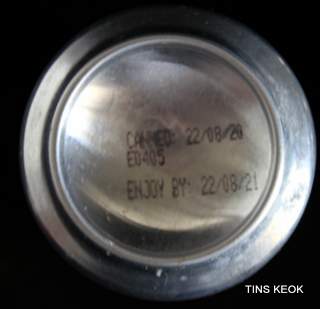 CANNED: 22/08/20
E0405
ENJOY BY: 22/08/21
TINS KEOK